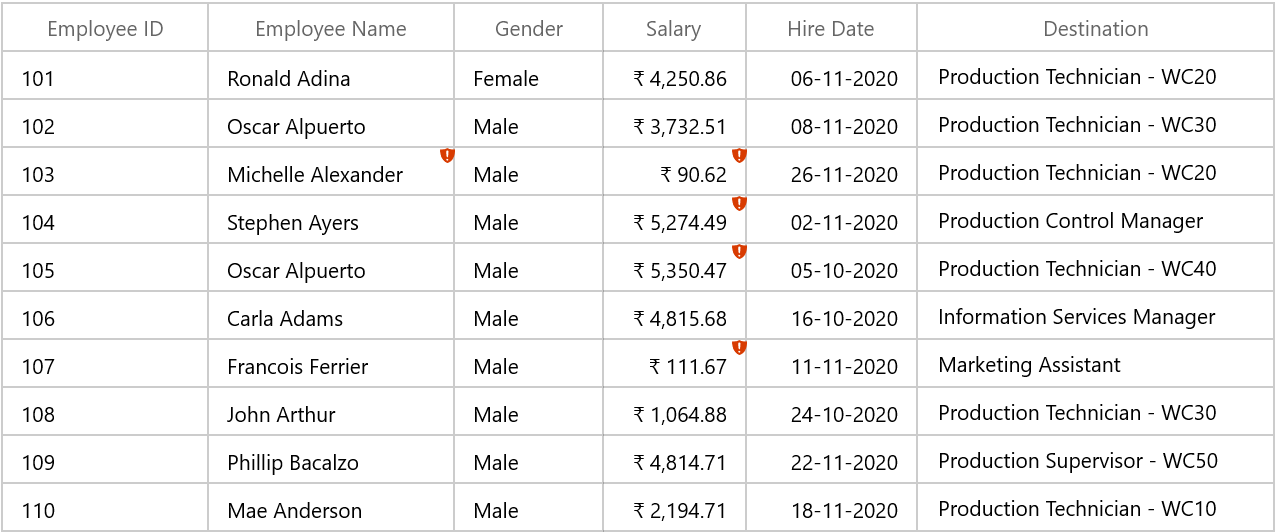 Employee ID Employee Name Gender Salary Hire Date Destination
101 Ronald Adina Female ₹ 4,250.86 06-11-2020 Production Technician - WC20
102 Oscar Alpuerto Male ₹ 3,732.51 08-11-2020 Production Technician - WC30
103 Michelle Alexander Male ₹ 90.62 26-11-2020 Production Technician - WC20
104 Stephen Ayers Male ₹ 5,274.49 02-11-2020 Production Control Manager
105 Oscar Alpuerto Male ₹ 5,350.47 05-10-2020 Production Technician - WC40
106 Carla Adams Male ₹ 4,815.68 16-10-2020 Information Services Manager
107 Francois Ferrier Male ₹ 111.67 11-11-2020 Marketing Assistant
108 John Arthur Male ₹ 1,064.88 24-10-2020 Production Technician - WC30
109 Phillip Bacalzo Male ₹ 4,814.71 22-11-2020 Production Supervisor - WC50
110 Mae Anderson Male ₹ 2,194.71 18-11-2020 Production Technician - WC10